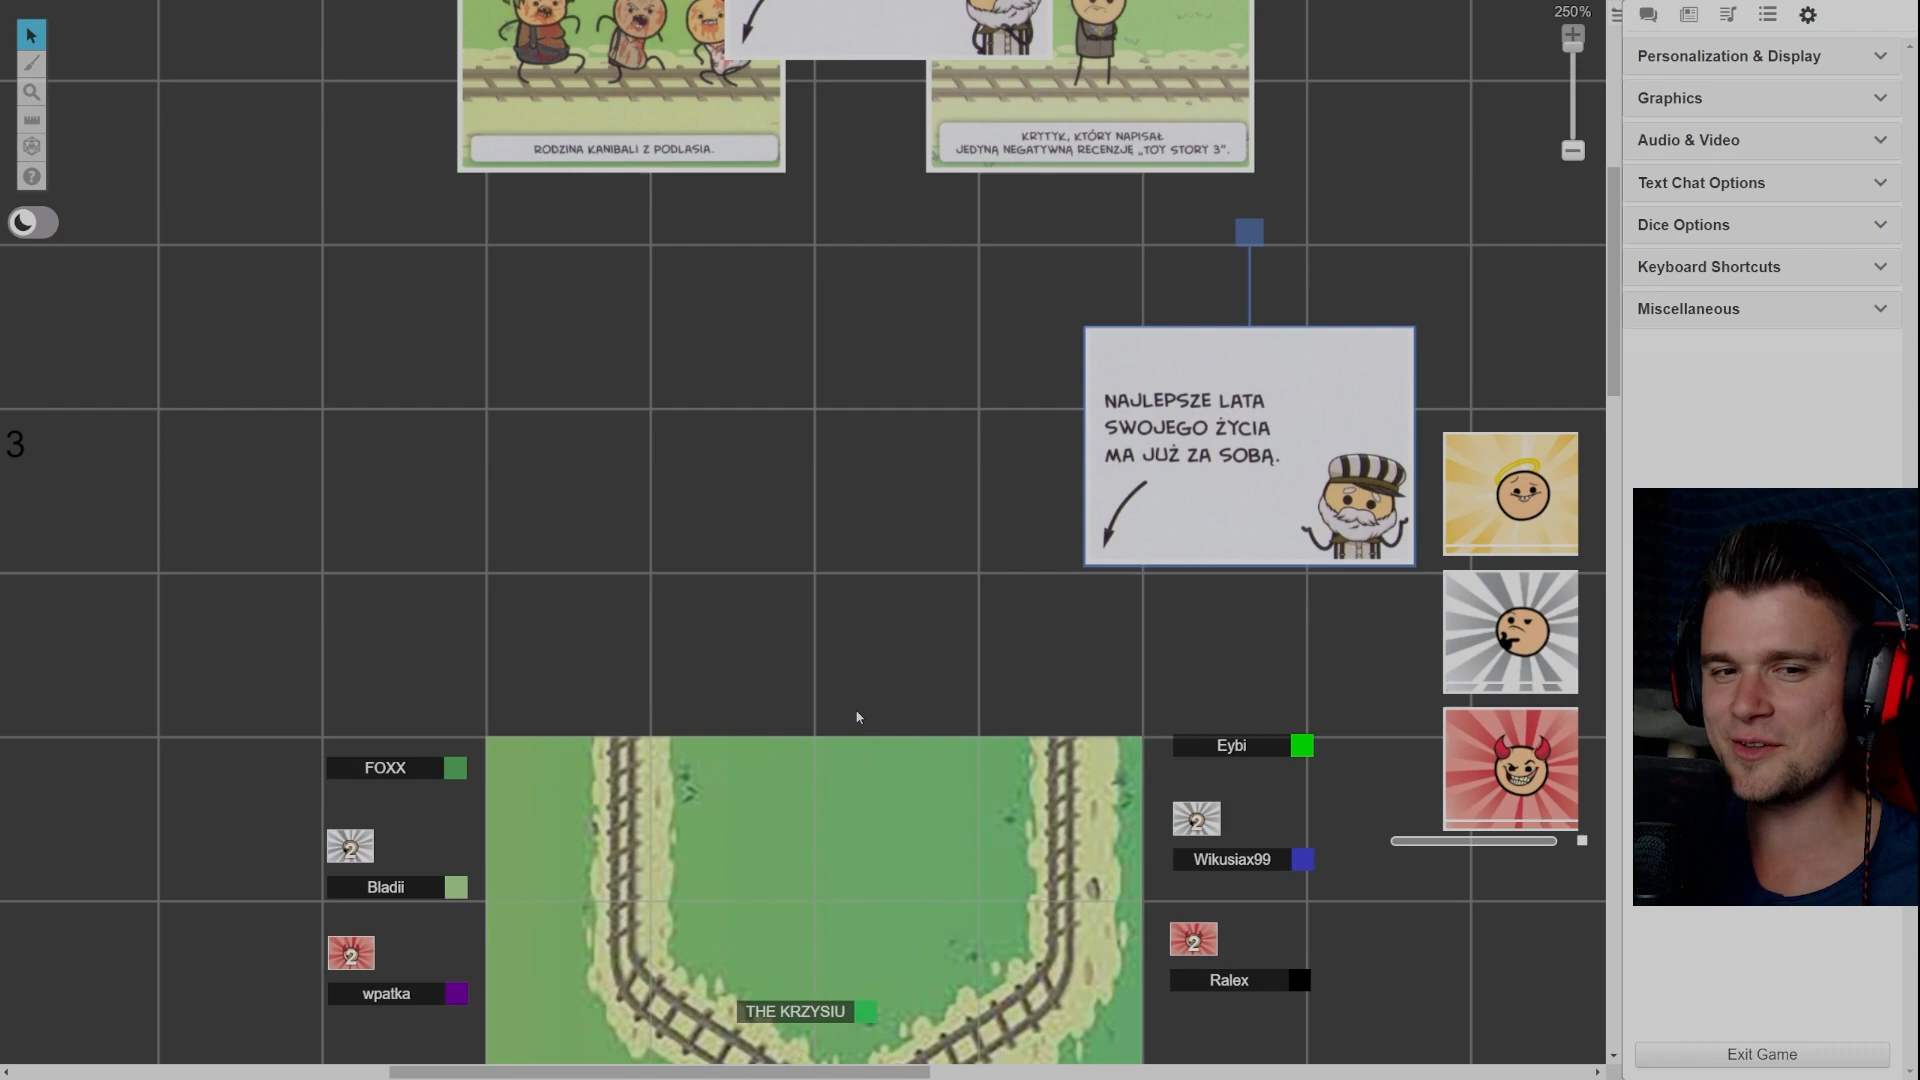 250%
Personalization & Display
Graphics
Audio & Video
Text Chat Options
Dice Options
Keyboard Shortcuts
Miscellaneous
RODZINA KANIBALI Z PODLASIA.
KRYTYK, KTÓRY NAPISAŁ
JEDYNĄ NEGATYWNĄ RECENZJĘ „TOY STORY 3”.
NAJLEPSZE LATA
SWOJEGO ŻYCIA
MA JUŻ ZA SOBĄ.
3
FOXX
Eybi
2
2
Bladii
Wikusiax99
2
2
wpatka
Ralex
THE KRZYSIU
Exit Game